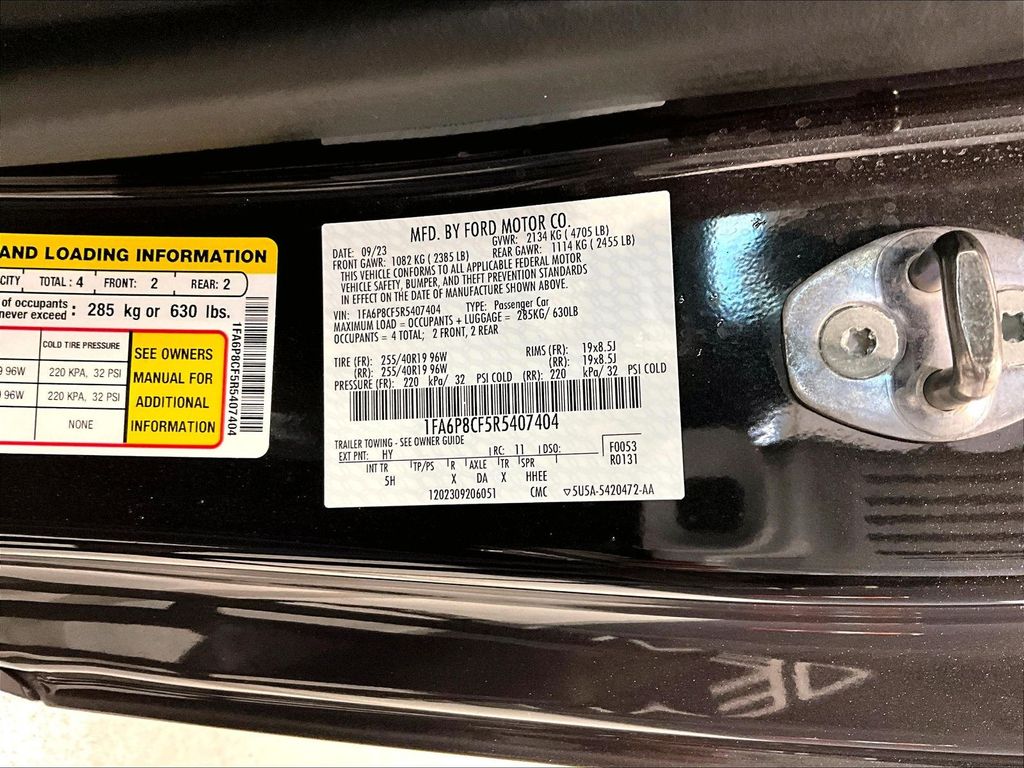 AND LOADING INFORMATION
CITY TOTAL: 4 FRONT: 2 REAR: 2
of occupants
never exceed : 285 kg or 630 lbs.
COLD TIRE PRESSURE
9 96W 220 KPA, 32 PSI
9 96W 220 KPA, 32 PSI
NONE
SEE OWNERS
MANUAL FOR
ADDITIONAL
INFORMATION
1FA6P8CF5R5407404
MFD. BY FORD MOTOR CO.
DATE: 09/23 GVWR: 2134 KG ( 4705 LB)
FRONT GAWR: 1082 KG ( 2385 LB) REAR GAWR: 1114 KG ( 2455 LB)
THIS VEHICLE CONFORMS TO ALL APPLICABLE FEDERAL MOTOR
VEHICLE SAFETY, BUMPER, AND THEFT PREVENTION STANDARDS
IN EFFECT ON THE DATE OF MANUFACTURE SHOWN ABOVE.
VIN: 1FA6P8CF5R5407404 TYPE: Passenger Car
MAXIMUM LOAD = OCCUPANTS + LUGGAGE = 285KG/ 630LB
OCCUPANTS = 4 TOTAL; 2 FRONT, 2 REAR
TIRE (FR): 255/40R19 96W RIMS (FR): 19x8.5J
(RR): 255/40R19 96W (RR): 19x8.5J
PRESSURE (FR): 220 kPa/ 32 PSI COLD (RR): 220 kPa/ 32 PSI COLD
1FA6P8CF5R5407404
TRAILER TOWING - SEE OWNER GUIDE
EXT PNT: HY RC: 11 DSO: F0053
R0131
INT TR TP/PS R AXLE TR SPR
5H X DA X HHEE
1202309206051 CMC 5U5A-5420472-AA